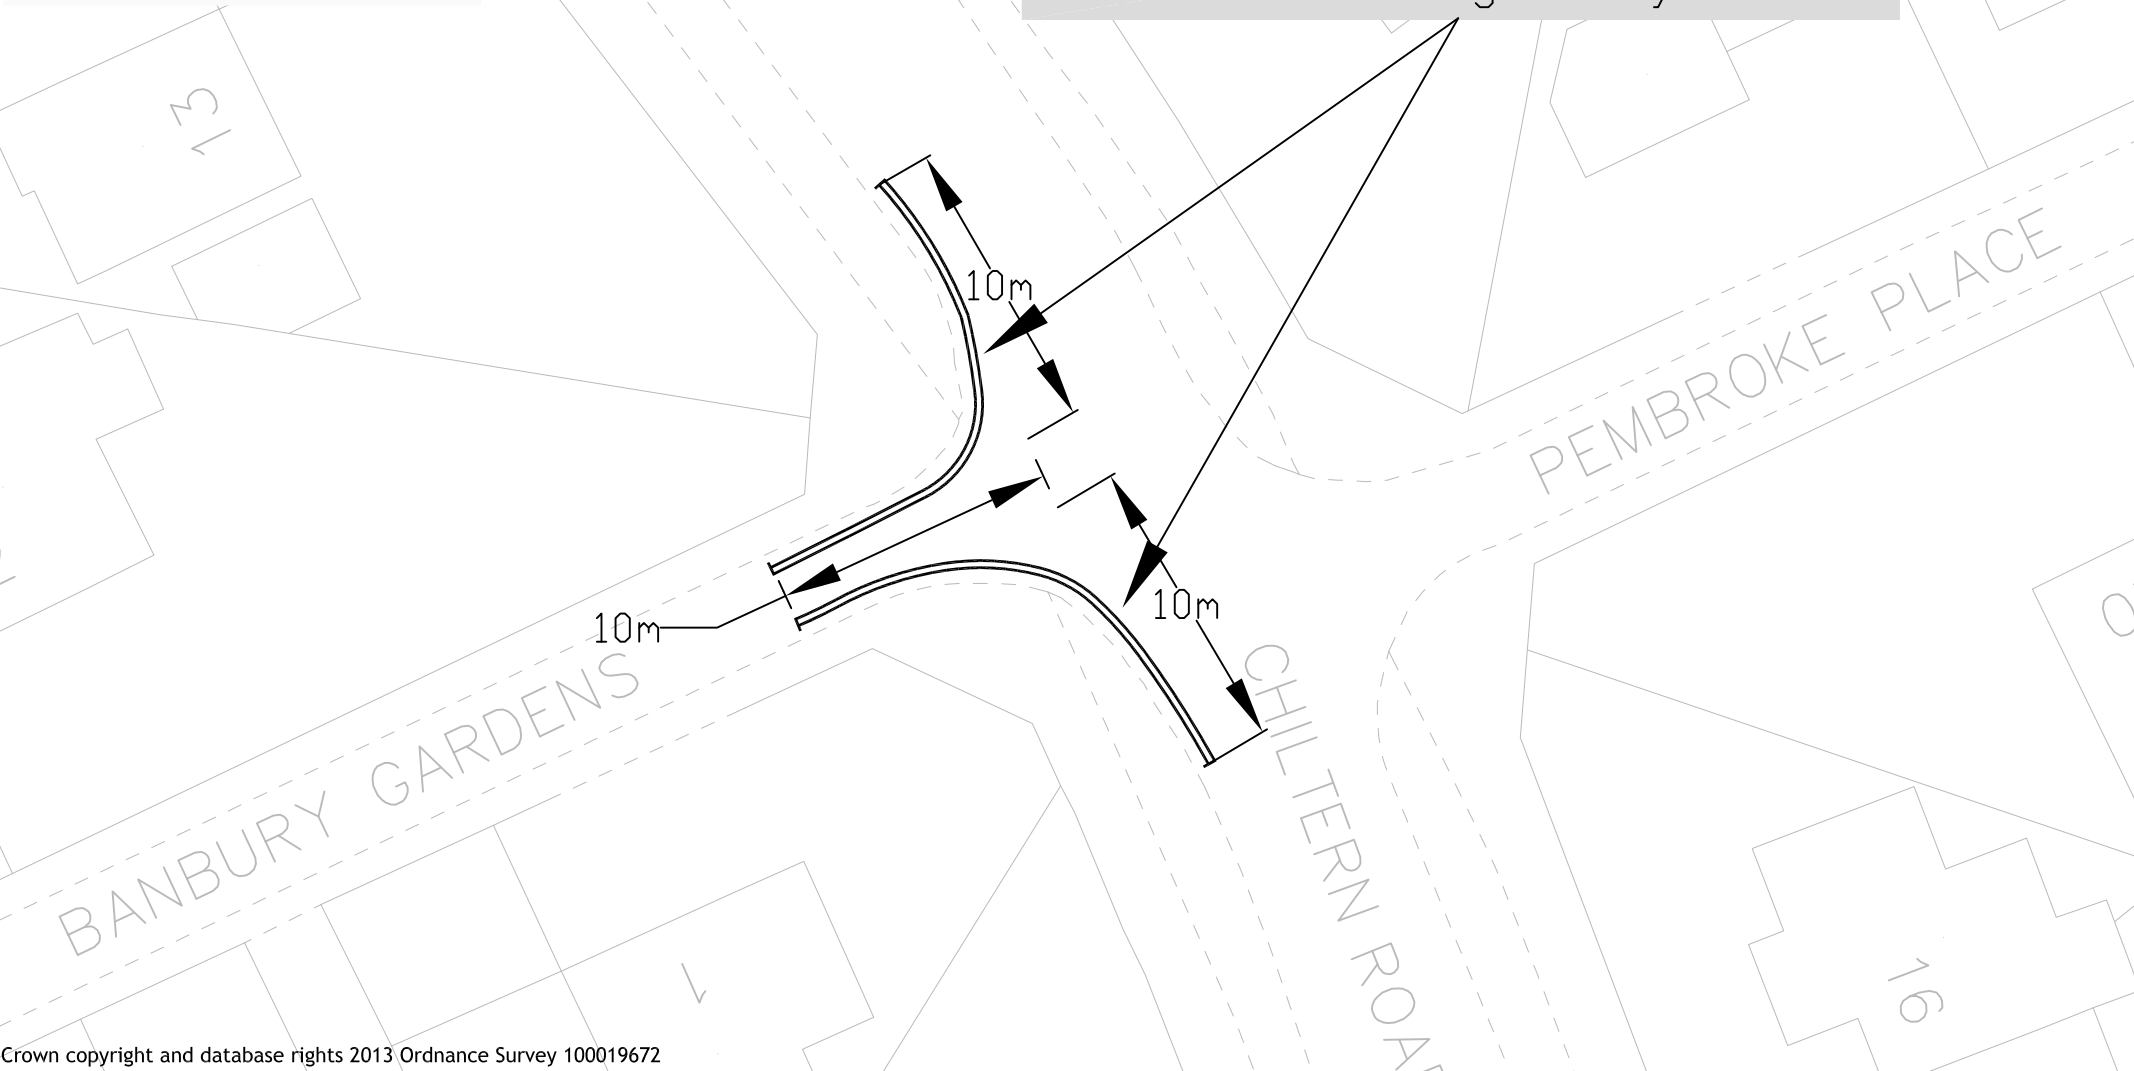 13
10m
PEMBROKE PLACE
10m
10m
BANBURY GARDENS
CHILTERN ROA
1
16
Crown copyright and database rights 2013 Ordnance Survey 100019672